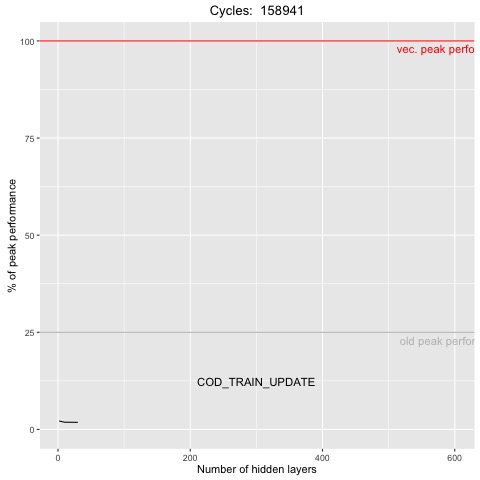 Cycles: 158941
100
vec. peak perfo
75
% of peak performance
50
25
old peak perfor
COD_TRAIN_UPDATE
0
0 200 400 600
Number of hidden layers